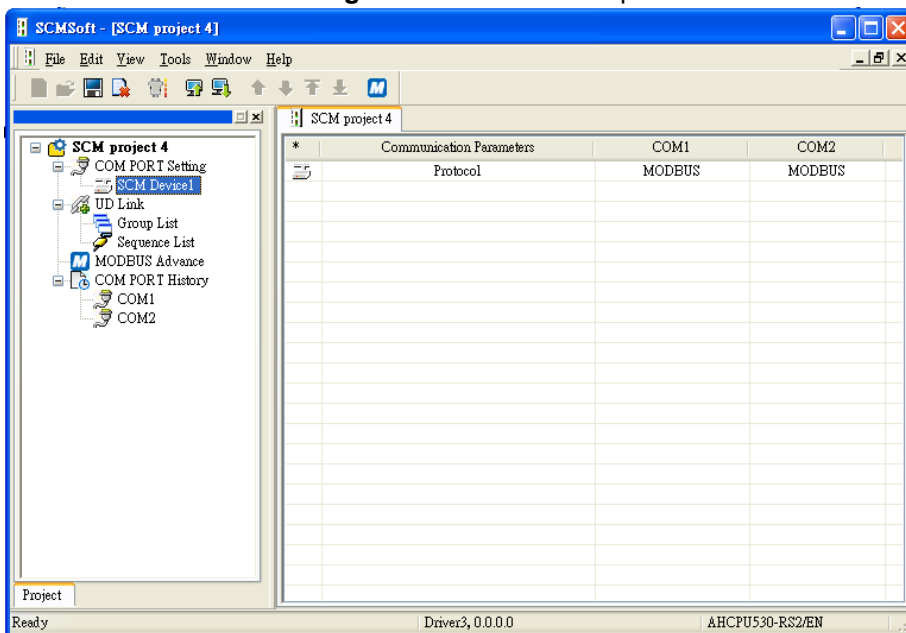 SCMSoft - [SCM project 4]
File Edit View Tools Window Help
SCM project 4
COM PORT Setting
SCM Device1
UD Link
Group List
Sequence List
MODBUS Advance
COM PORT History
COM1
COM2
Project
SCM project 4
* Communication Parameters COM1 COM2
Protocol MODBUS MODBUS
Ready Driver3, 0.0.0.0 AHCPU530-RS2/EN